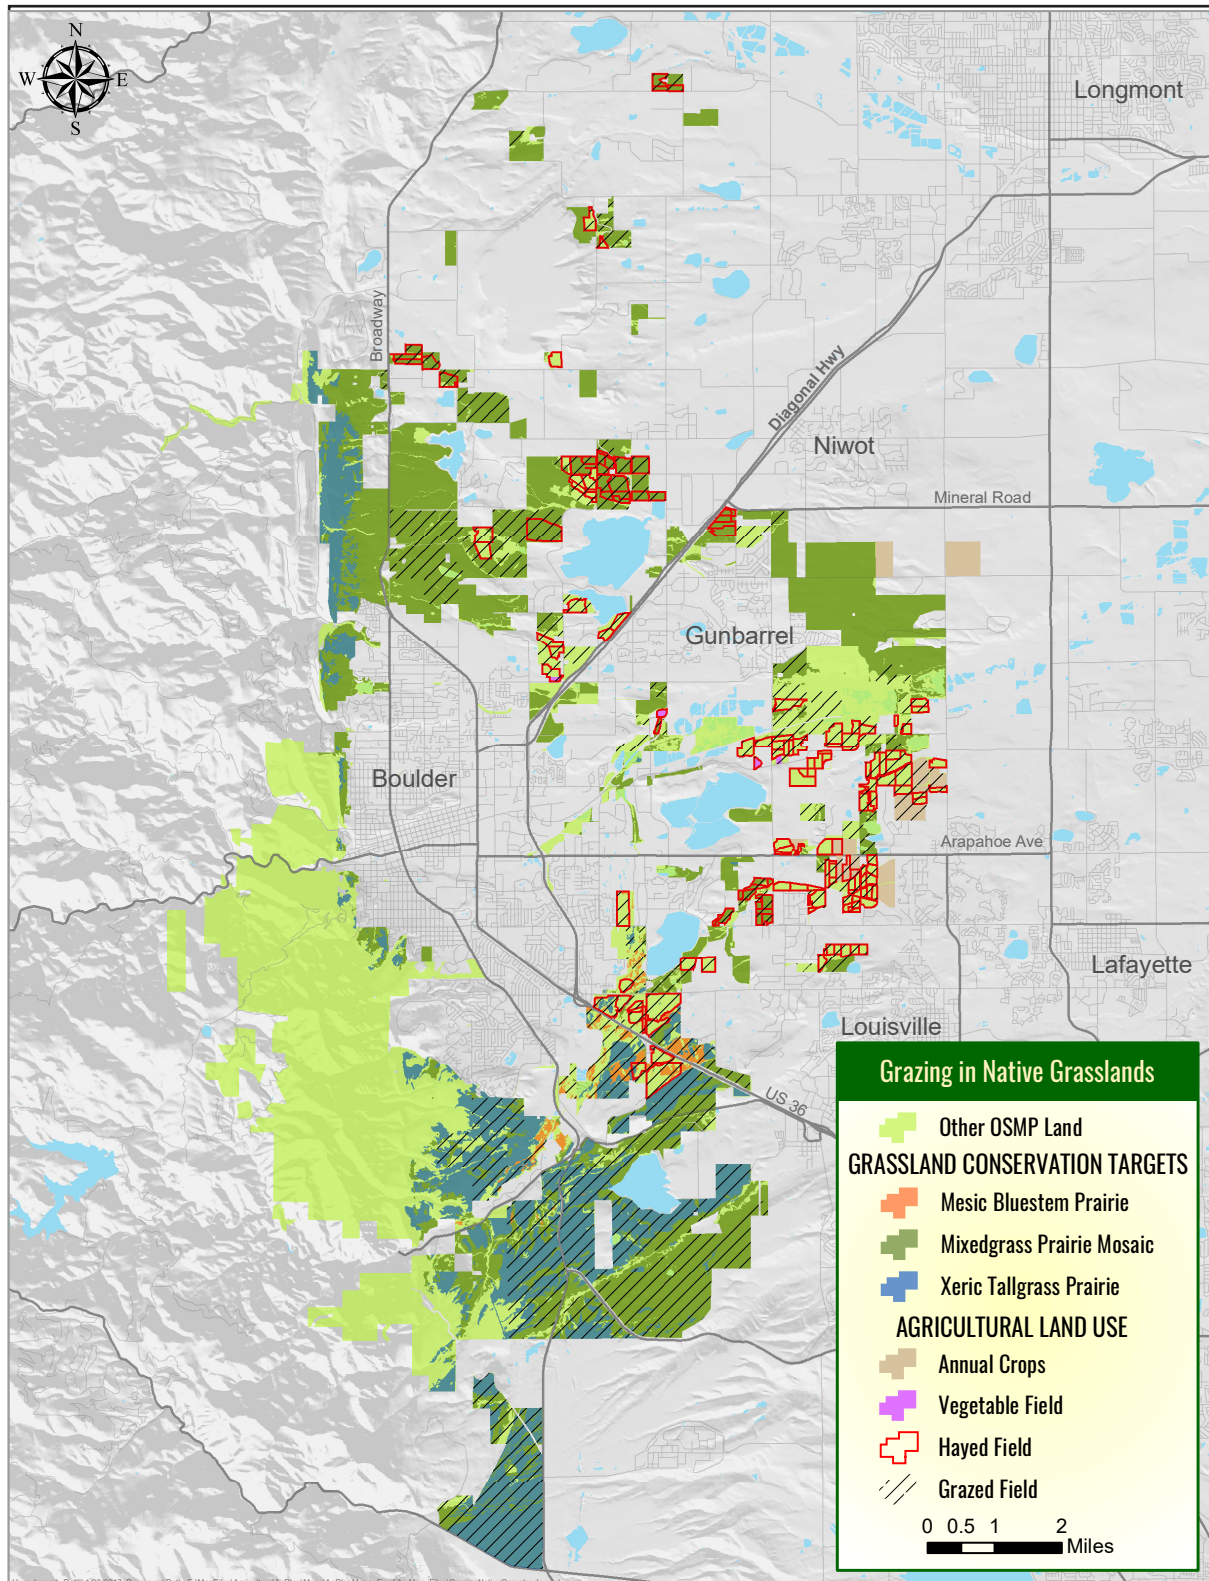 N
W E
S
Longmont
Broadway
Diagonal Hwy
Niwot
Mineral Road
Gunbarrel
Boulder
Arapahoe Ave
Lafayette
Louisville
US 36
Grazing in Native Grasslands
Other OSMP Land
GRASSLAND CONSERVATION TARGETS
Mesic Bluestem Prairie
Mixedgrass Prairie Mosaic
Xeric Tallgrass Prairie
AGRICULTURAL LAND USE
Annual Crops
Vegetable Field
Hayed Field
Grazed Field
0 0.5 1 2
Miles